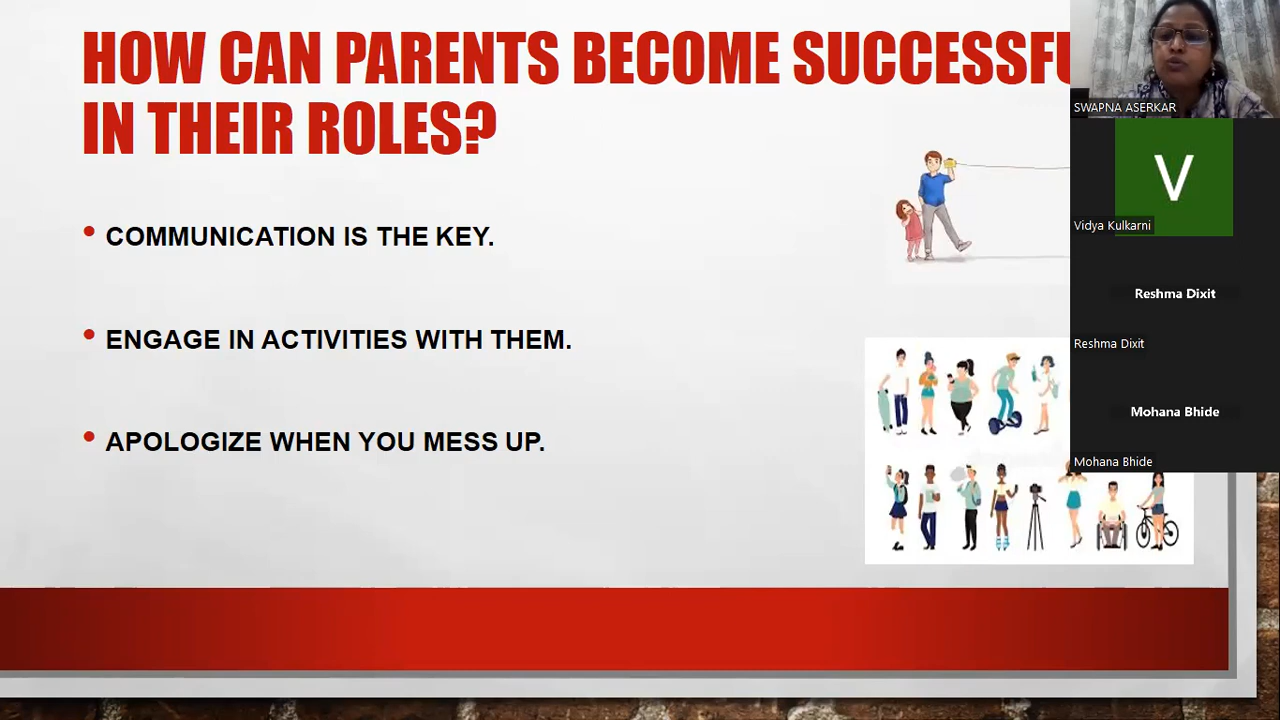 HOW CAN PARENTS BECOME SUCCESSFU
IN THEIR ROLES?
• COMMUNICATION IS THE KEY.
• ENGAGE IN ACTIVITIES WITH THEM.
• APOLOGIZE WHEN YOU MESS UP.
SWAPNA ASERKAR
V
Vidya Kulkarni
Reshma Dixit
Reshma Dixit
Mohana Bhide
Mohana Bhide